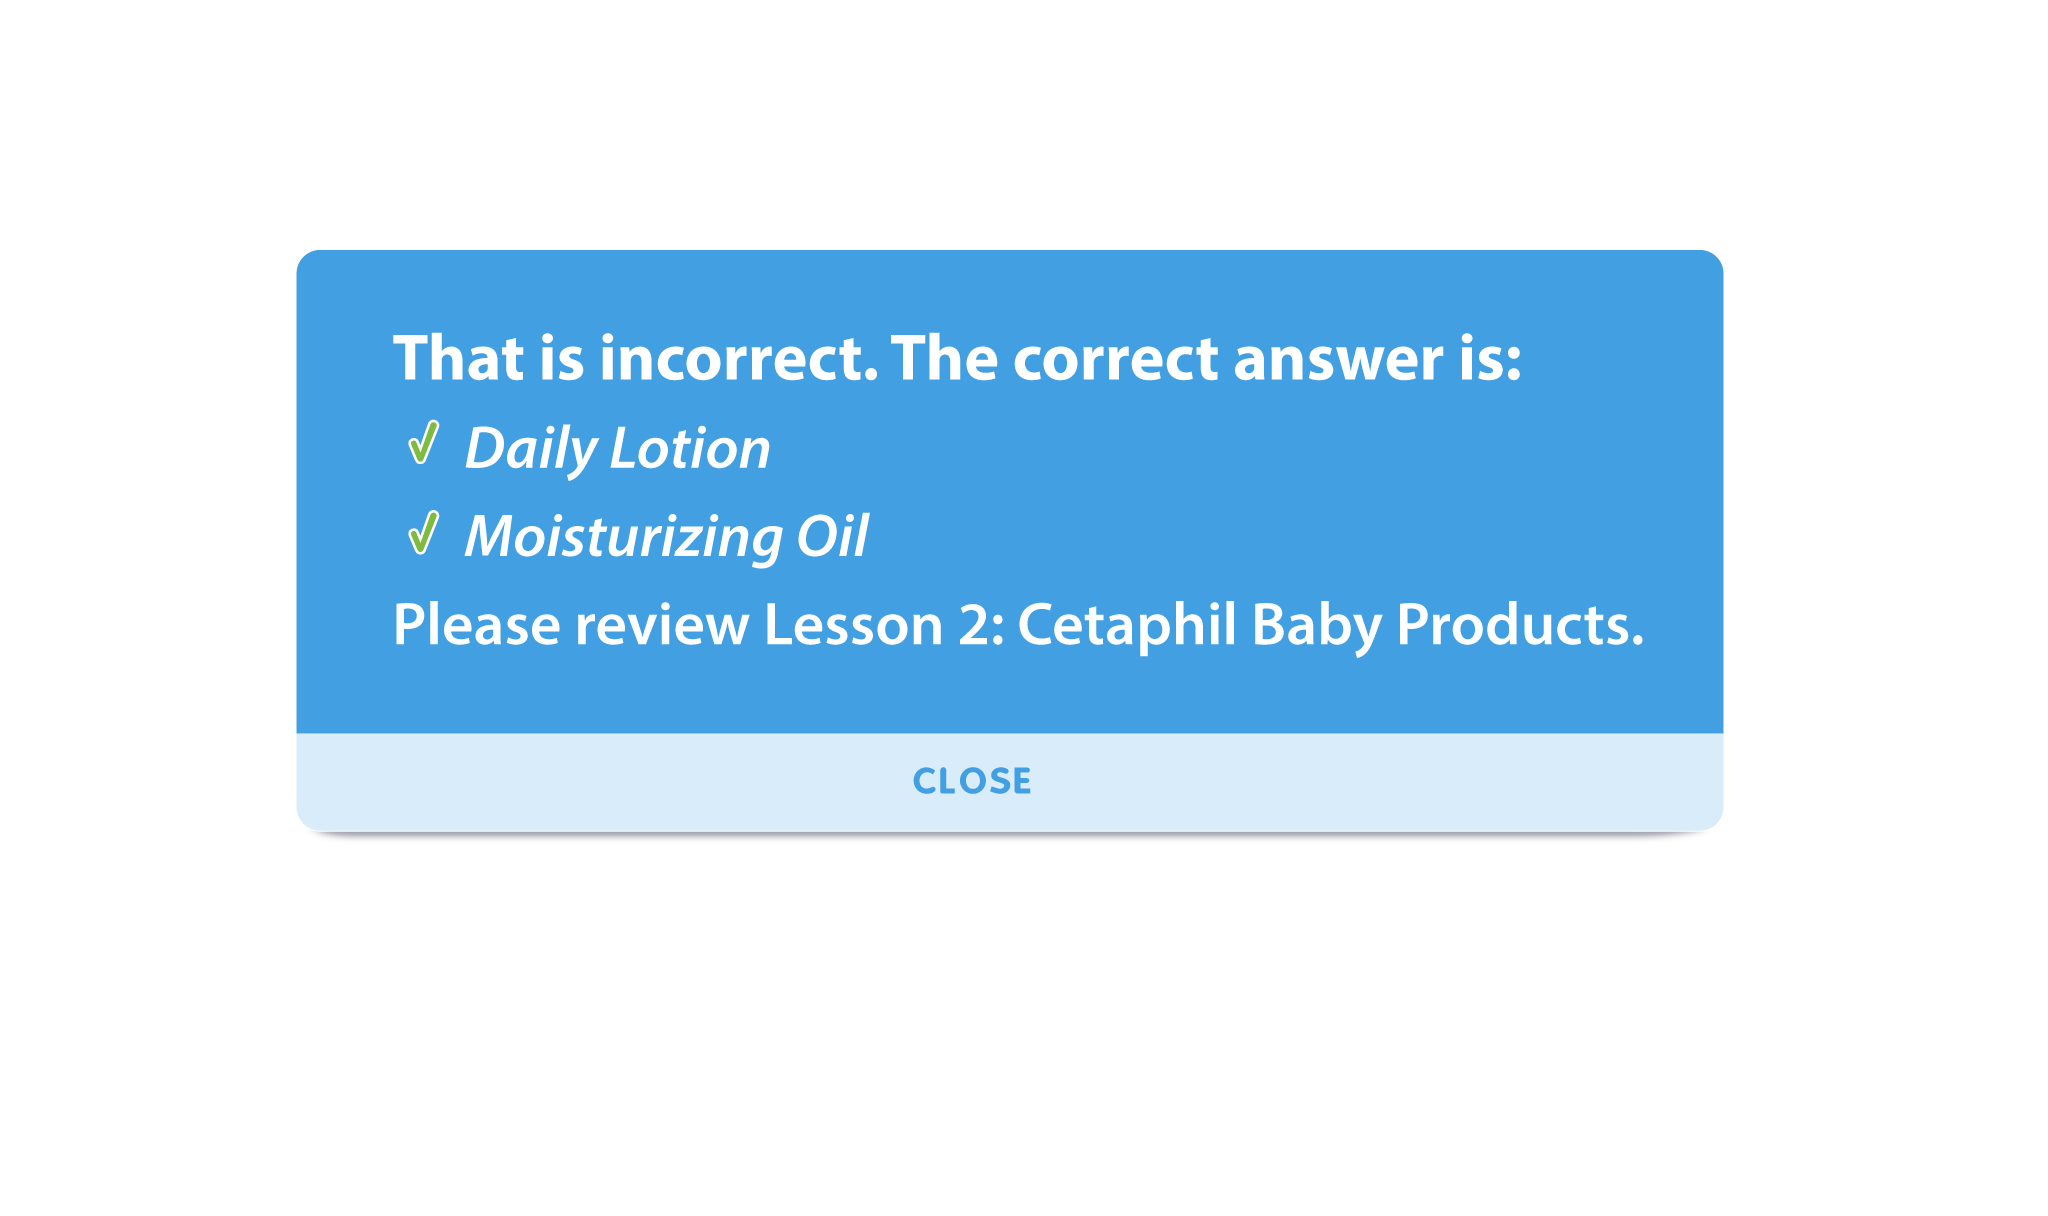 That is incorrect. The correct answer is:
Daily Lotion
Moisturizing Oil
Please review Lesson 2: Cetaphil Baby Products.
CLOSE